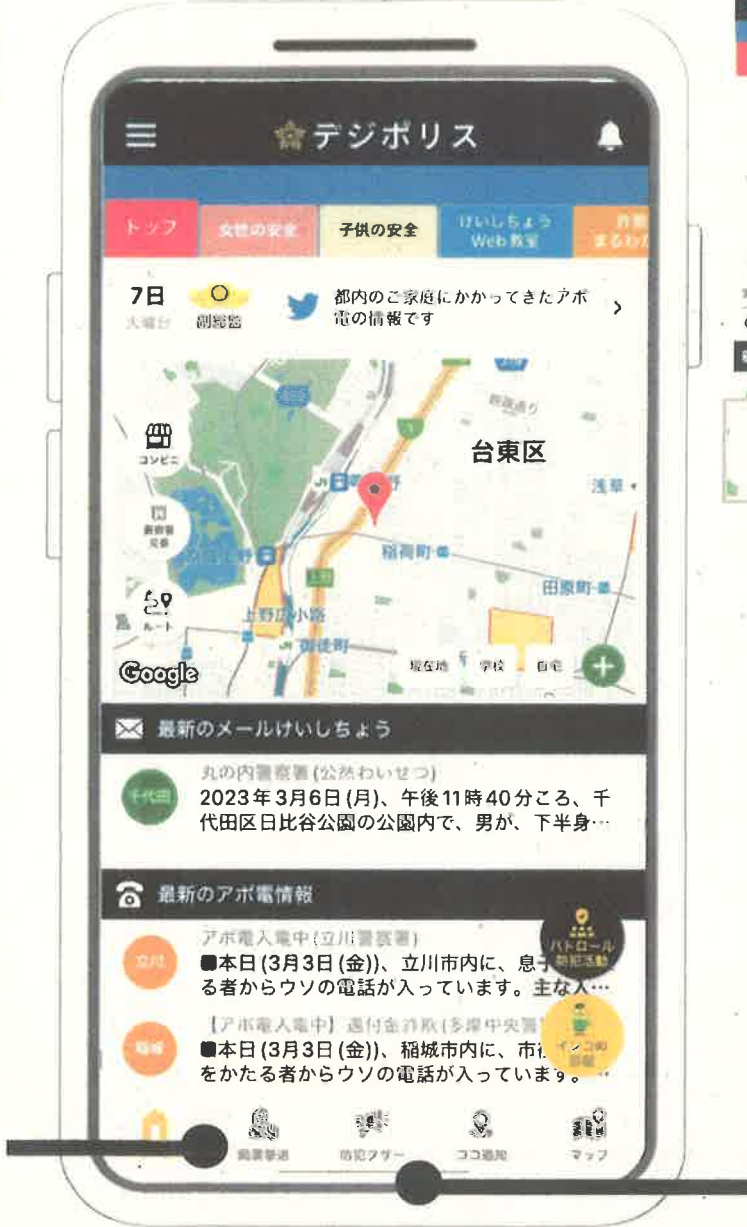 デジポリス
トップ
女性の安全
子供の安全
けいしちょう
Web教室
7日
都内のご家庭にかかってきたアポ
電の情報です
コンビニ
台東区
浅草
稲荷町
田原町
上野広小路
御徒町
ルート
現在地
学校
自宅
Google
最新のメールけいしちょう
千代田
丸の内警察署(公然わいせつ)
2023年3月6日(月)、午後11時40分ころ、千
代田区日比谷公園の公園内で、男が、下半身…
最新のアポ電情報
立川
アポ電入電中(立川警察署)
■本日(3月3日(金))、立川市内に、息子
る者からウソの電話が入っています。主な人…
パトロール
防犯活動
稲城
【アポ電入電中】還付金詐欺(多摩中央警
■本日(3月3日(金))、稲城市内に、市役
をかたる者からウソの電話が入っています。…
痴漢撃退
防犯ブザー
ココ通知
マップ